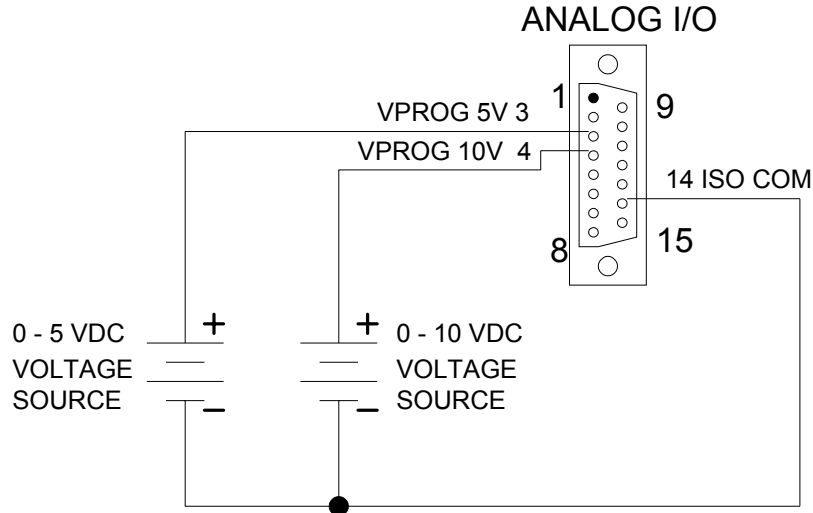 ANALOG I/O
1
9
VPROG 5V 3
VPROG 10V 4
14 ISO COM
8
15
0 - 5 VDC
VOLTAGE
SOURCE
+
−
0 - 10 VDC
VOLTAGE
SOURCE
+
−